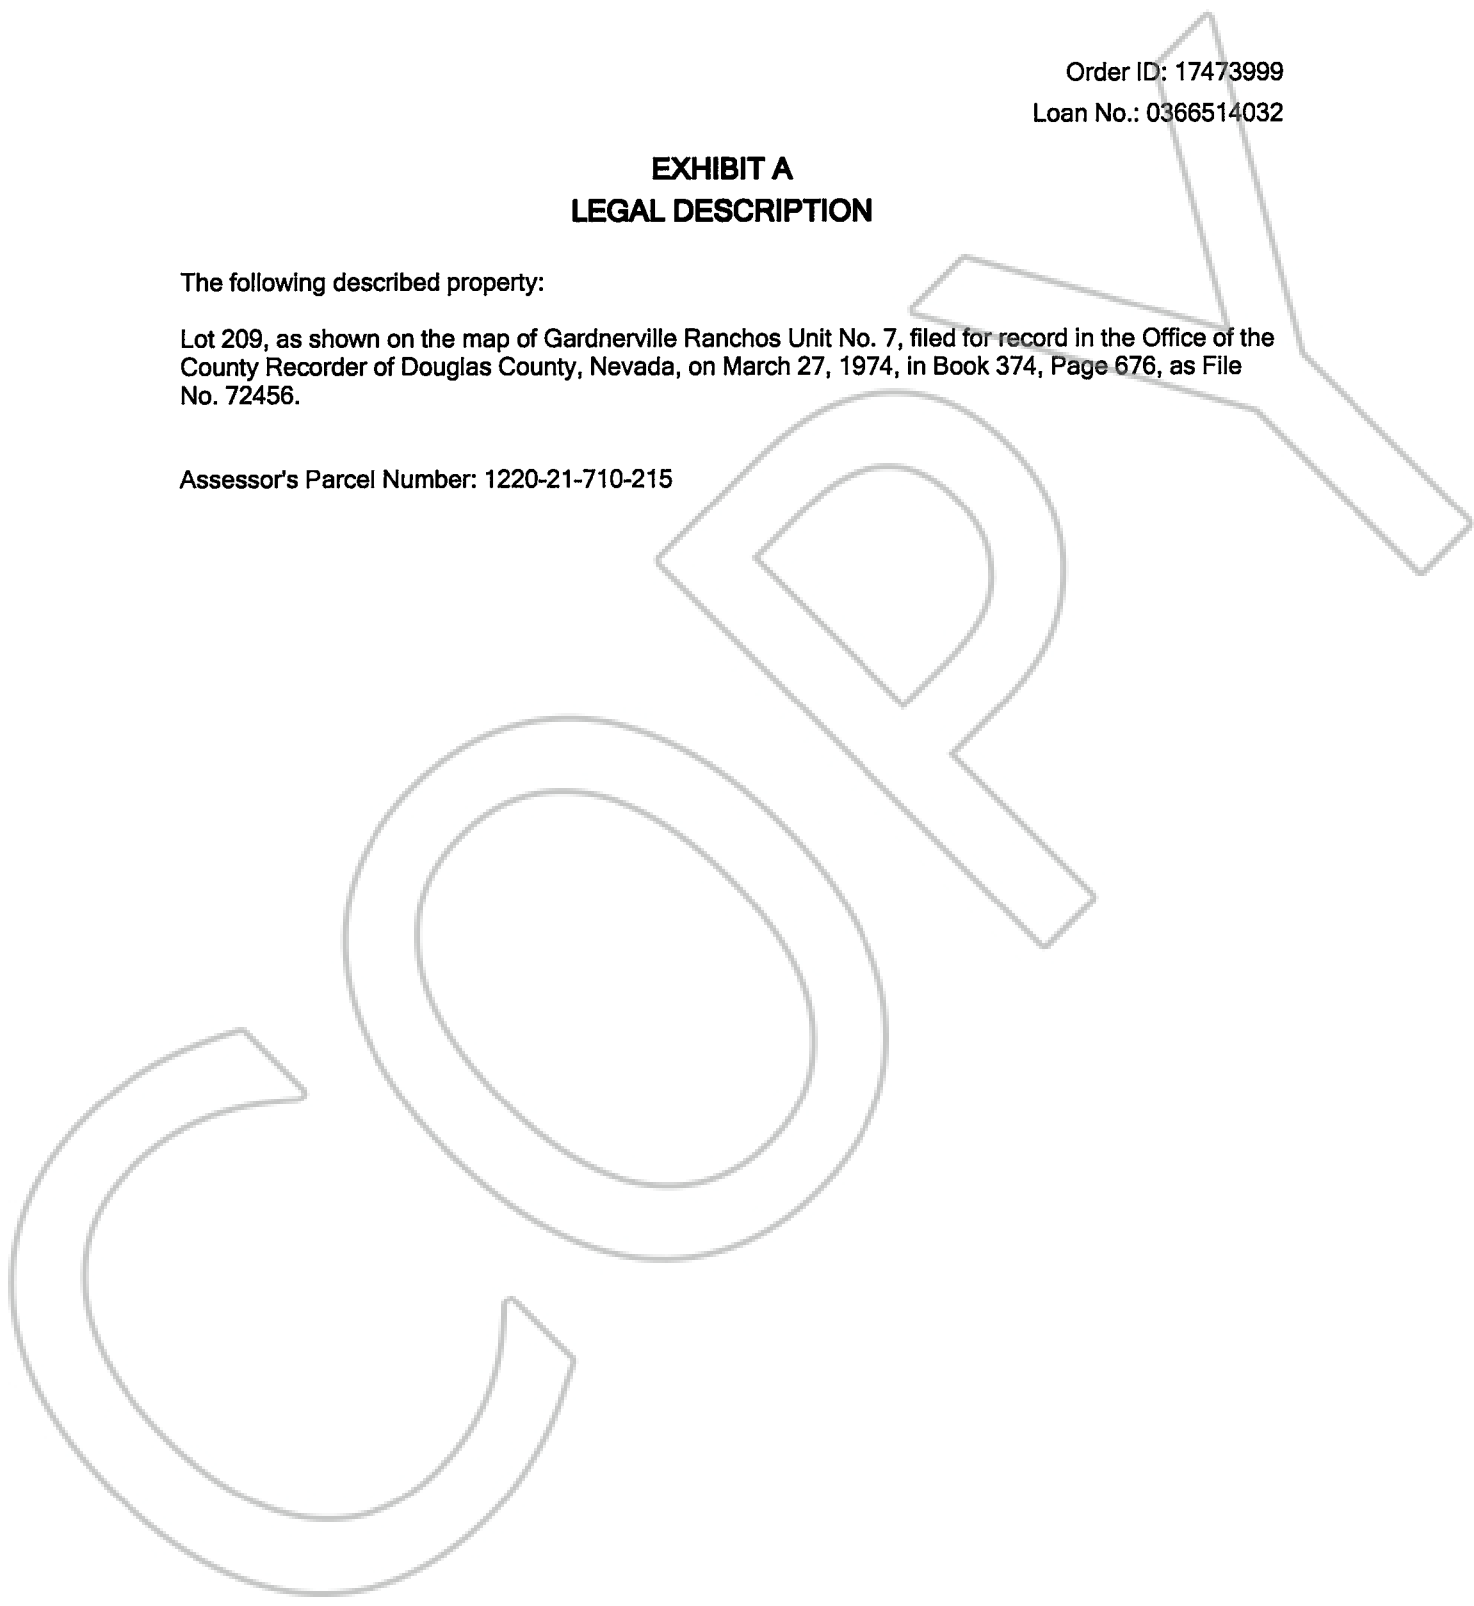 Order ID: 17473999
Loan No.: 0366514032
EXHIBIT A
LEGAL DESCRIPTION
The following described property:
Lot 209, as shown on the map of Gardnerville Ranchos Unit No. 7, filed for record in the Office of the
County Recorder of Douglas County, Nevada, on March 27, 1974, in Book 374, Page 676, as File
No. 72456.
Assessor's Parcel Number: 1220-21-710-215
COPY